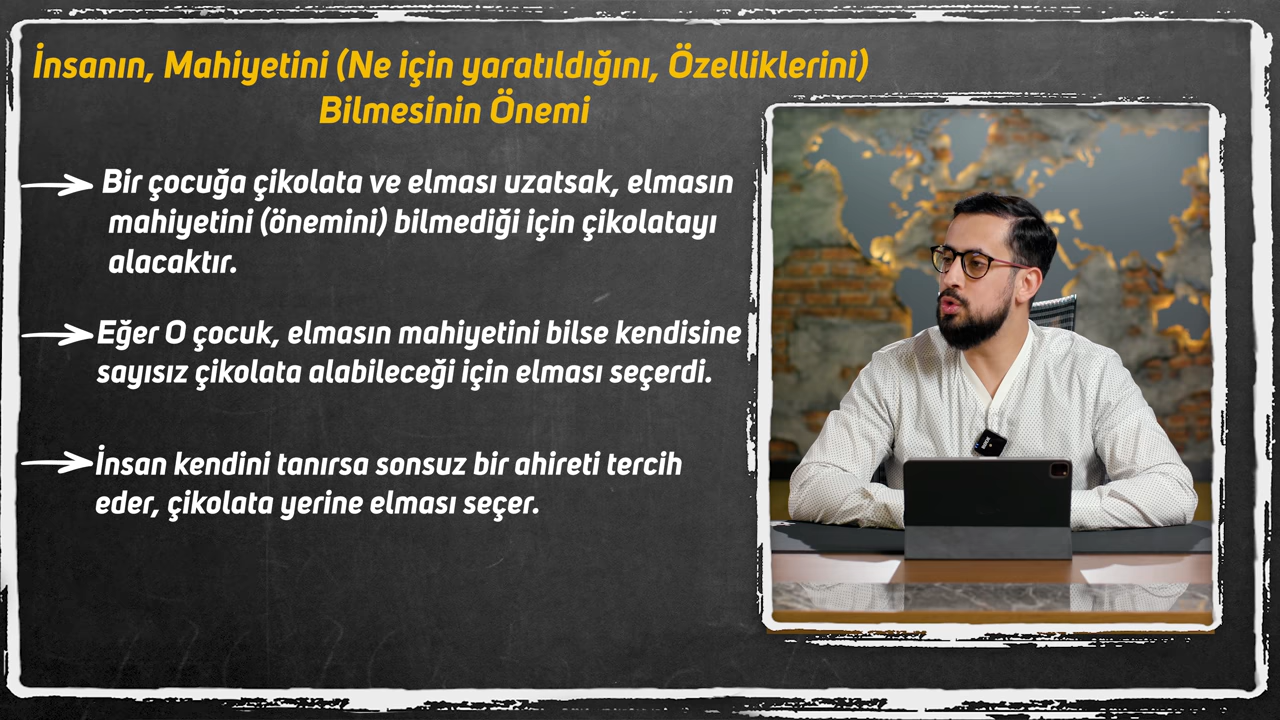 İnsanın, Mahiyetini (Ne için yaratıldığını, Özelliklerini)
Bilmesinin Önemi
Bir çocuğa çikolata ve elması uzatsak, elmasın
mahiyetini (önemini) bilmediği için çikolatayı
alacaktır.
Eğer O çocuk, elmasın mahiyetini bilse kendisine
sayısız çikolata alabileceği için elması seçerdi.
İnsan kendini tanırsa sonsuz bir ahireti tercih
eder, çikolata yerine elması seçer.